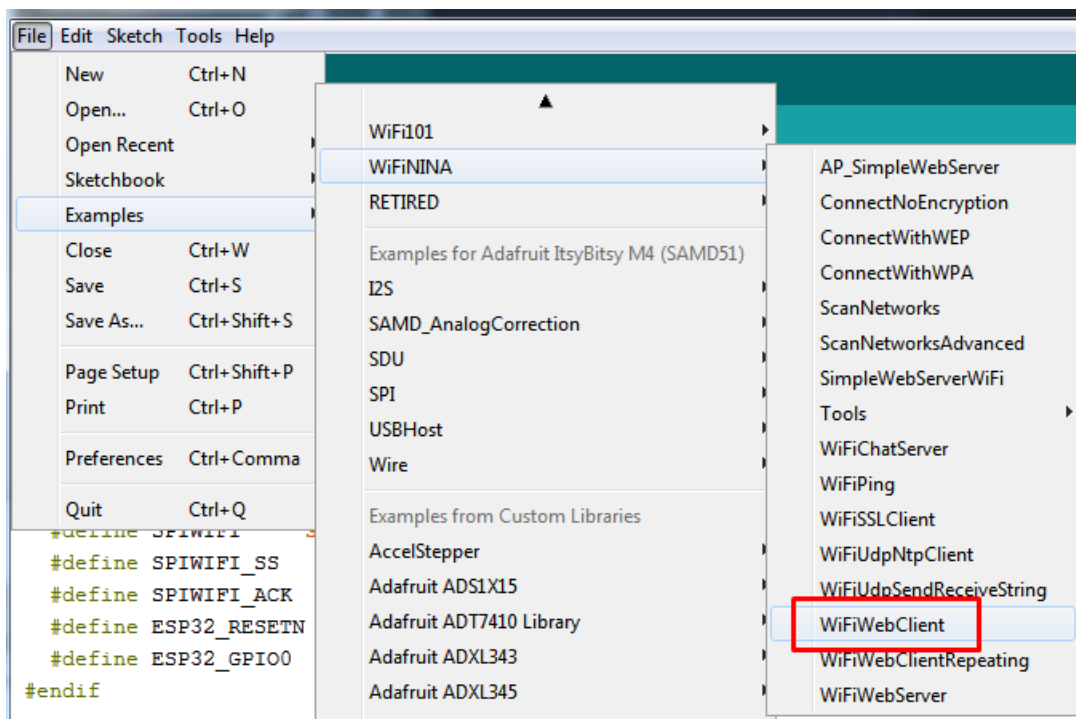 File Edit Sketch Tools Help
New Ctrl+N
Open... Ctrl+O
Open Recent
Sketchbook
Examples
Close Ctrl+W
Save Ctrl+S
Save As... Ctrl+Shift+S
Page Setup Ctrl+Shift+P
Print Ctrl+P
Preferences Ctrl+Comma
Quit Ctrl+Q
WiFi101
WiFiNINA
RETIRED
Examples for Adafruit ItsyBitsy M4 (SAMD51)
I2S
SAMD_AnalogCorrection
SDU
SPI
USBHost
Wire
Examples from Custom Libraries
AccelStepper
Adafruit ADS1X15
Adafruit ADT7410 Library
Adafruit ADXL343
Adafruit ADXL345
AP_SimpleWebServer
ConnectNoEncryption
ConnectWithWEP
ConnectWithWPA
ScanNetworks
ScanNetworksAdvanced
SimpleWebServerWiFi
Tools
WiFiChatServer
WiFiPing
WiFiSSLClient
WiFiUdpNtpClient
WiFiUdpSendReceiveString
WiFiWebClient
WiFiWebClientRepeating
WiFiWebServer
#define SPIWIFI
#define SPIWIFI_SS
#define SPIWIFI_ACK
#define ESP32_RESETN
#define ESP32_GPIO0
#endif